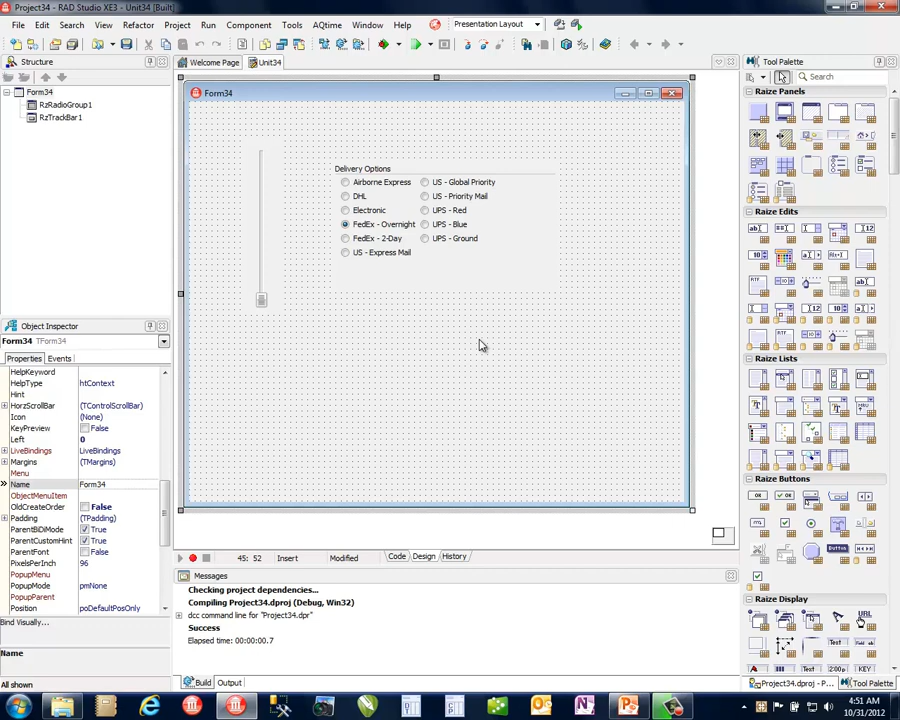 Project34 - RAD Studio XE3 - Unit34 [Built]
File Edit Search View Refactor Project Run Component Tools AQtime Window Help Presentation Layout
Structure
Welcome Page Unit34
Tool Palette
Search
Form34
RzRadioGroup1
RzTrackBar1
Form34
Delivery Options
Airborne Express
DHL
Electronic
FedEx - Overnight
FedEx - 2-Day
US - Express Mail
US - Global Priority
US - Priority Mail
UPS - Red
UPS - Blue
UPS - Ground
Raize Panels
Raize Edits
Raize Lists
Raize Buttons
Raize Display
Object Inspector
Form34 TForm34
Properties Events
HelpKeyword
HelpType htContext
Hint
HorzScrollBar (TControlScrollBar)
Icon (None)
KeyPreview False
Left 0
LiveBindings LiveBindings
Margins (TMargins)
Menu
Name Form34
ObjectMenuItem
OldCreateOrder False
Padding (TPadding)
ParentBiDiMode True
ParentCustomHint True
ParentFont False
PixelsPerInch 96
PopupMenu
PopupMode pmNone
PopupParent
Position poDefaultPosOnly
Bind Visually...
Name
All shown
45: 52 Insert Modified Code Design History
Messages
Checking project dependencies...
Compiling Project34.dproj (Debug, Win32)
dcc command line for "Project34.dpr"
Success
Elapsed time: 00:00:00.7
Build Output
Project34.dproj - P... Tool Palette
4:51 AM
10/31/2012